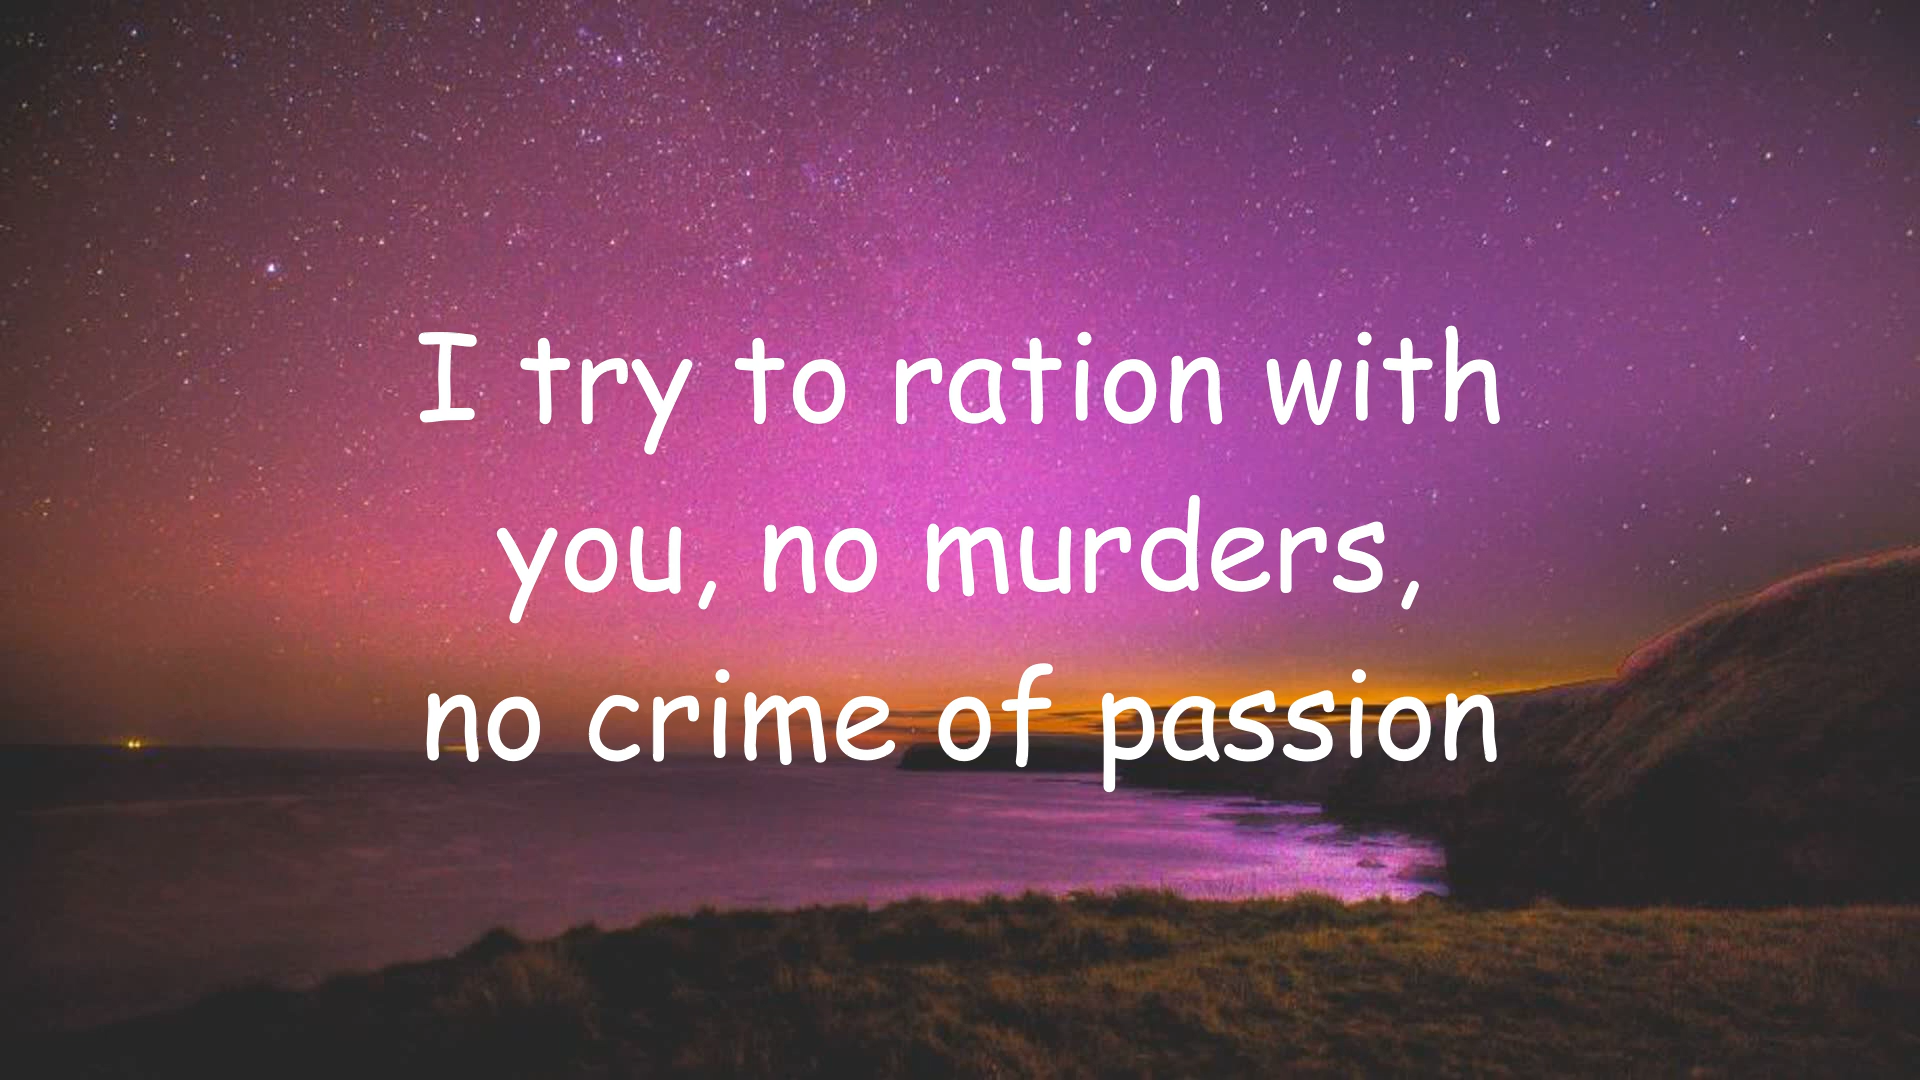 I try to ration with
you, no murders,
no crime of passion